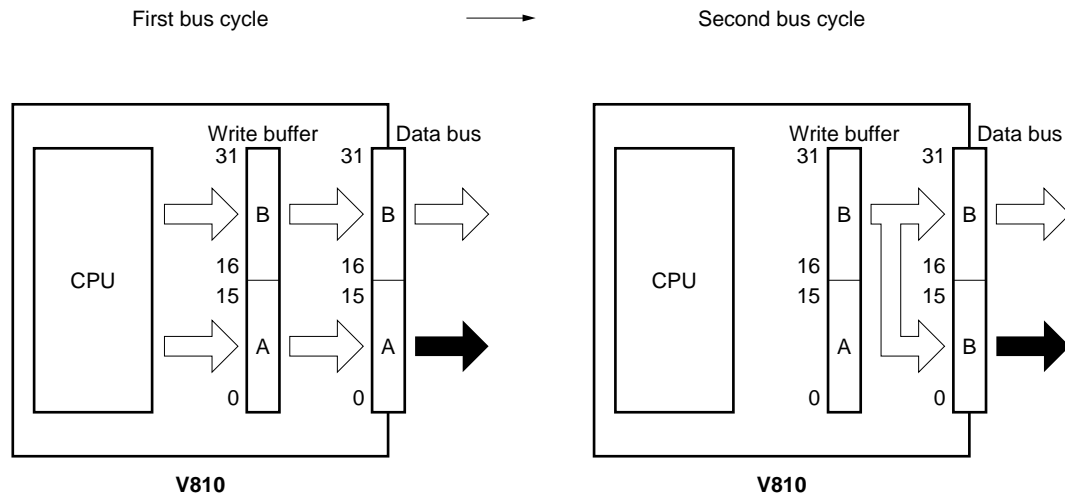 First bus cycle
Second bus cycle
Write buffer
Data bus
31
31
B
B
CPU
16
16
15
15
A
A
0
0
V810
Write buffer
Data bus
31
31
B
B
CPU
16
16
15
15
A
B
0
0
V810